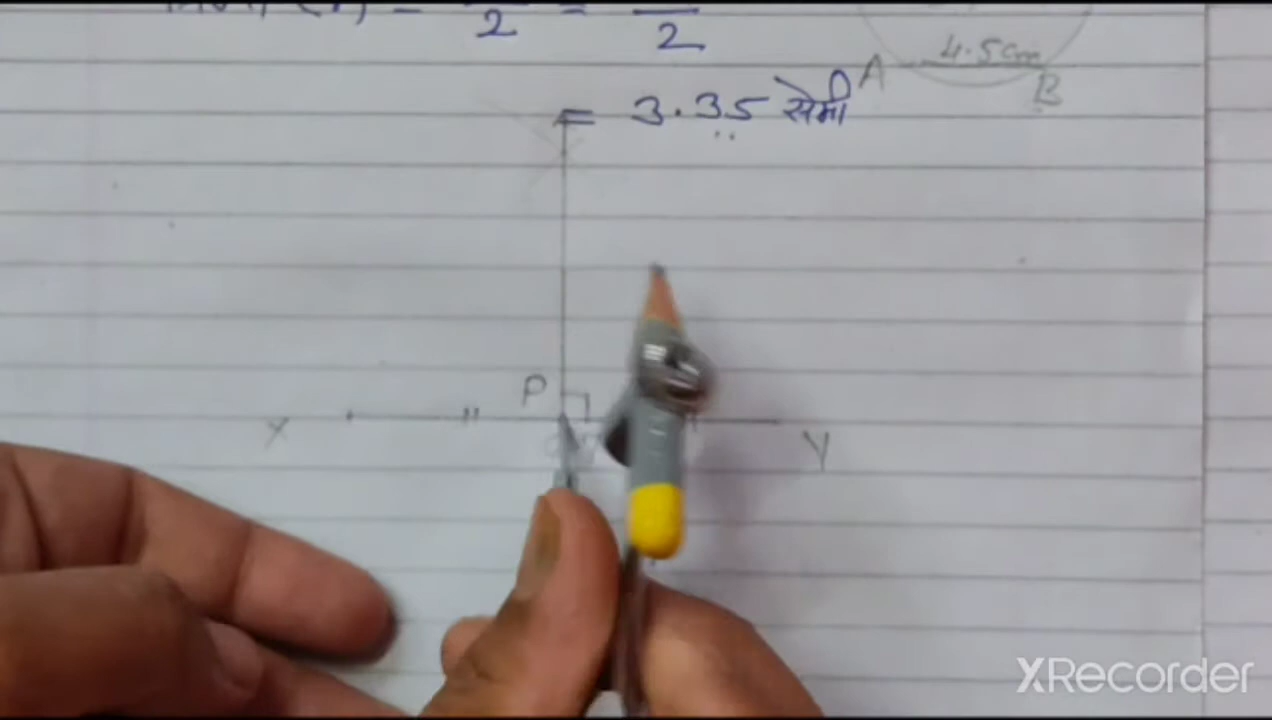 2 = 2
4.5cm
A B
= 3.35 सेमी
P
X Y
XRecorder